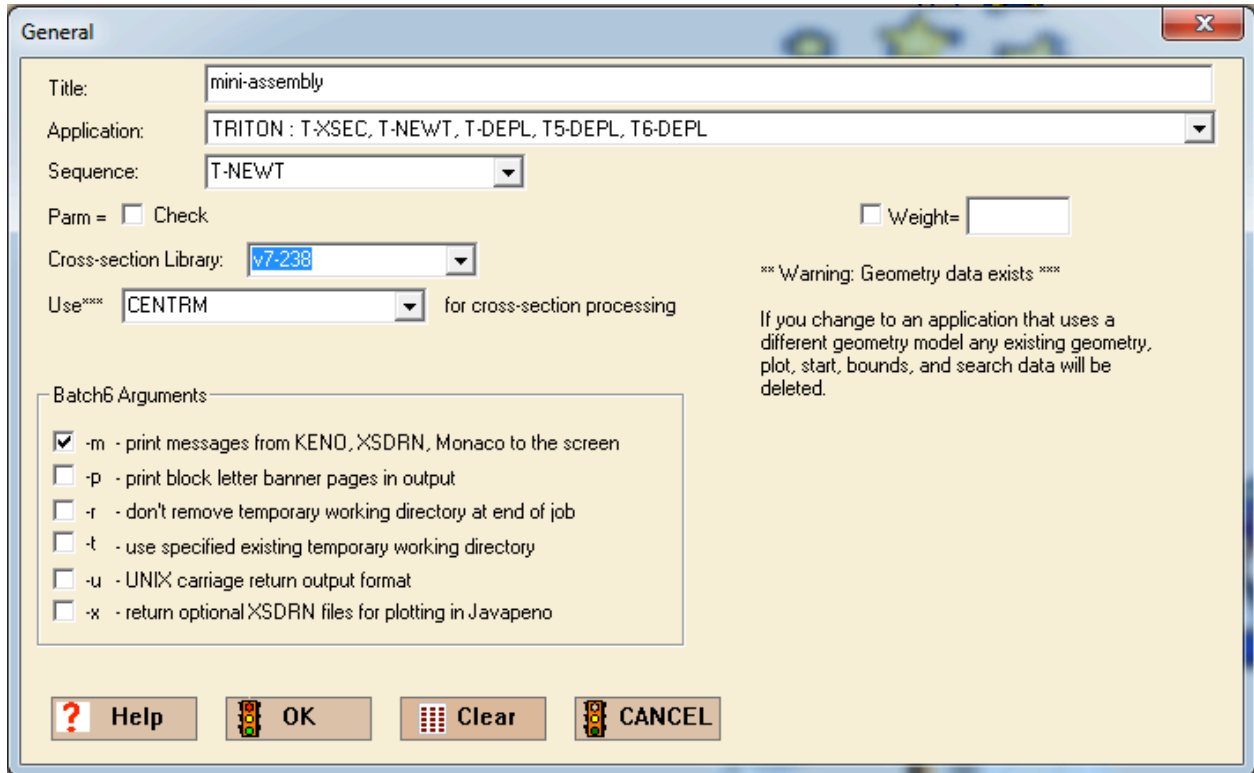 General
Title: mini-assembly
Application: TRITON : T-XSEC, T-NEWT, T-DEPL, T5-DEPL, T6-DEPL
Sequence: T-NEWT
Parm = Check Weight=
Cross-section Library: v7-238
Use*** CENTRM for cross-section processing
** Warning: Geometry data exists ***
If you change to an application that uses a
different geometry model any existing geometry,
plot, start, bounds, and search data will be
deleted.
Batch6 Arguments
-m - print messages from KENO, XSDRN, Monaco to the screen
-p - print block letter banner pages in output
-r - don't remove temporary working directory at end of job
-t - use specified existing temporary working directory
-u - UNIX carriage return output format
-x - return optional XSDRN files for plotting in Javapeno
? Help OK Clear CANCEL